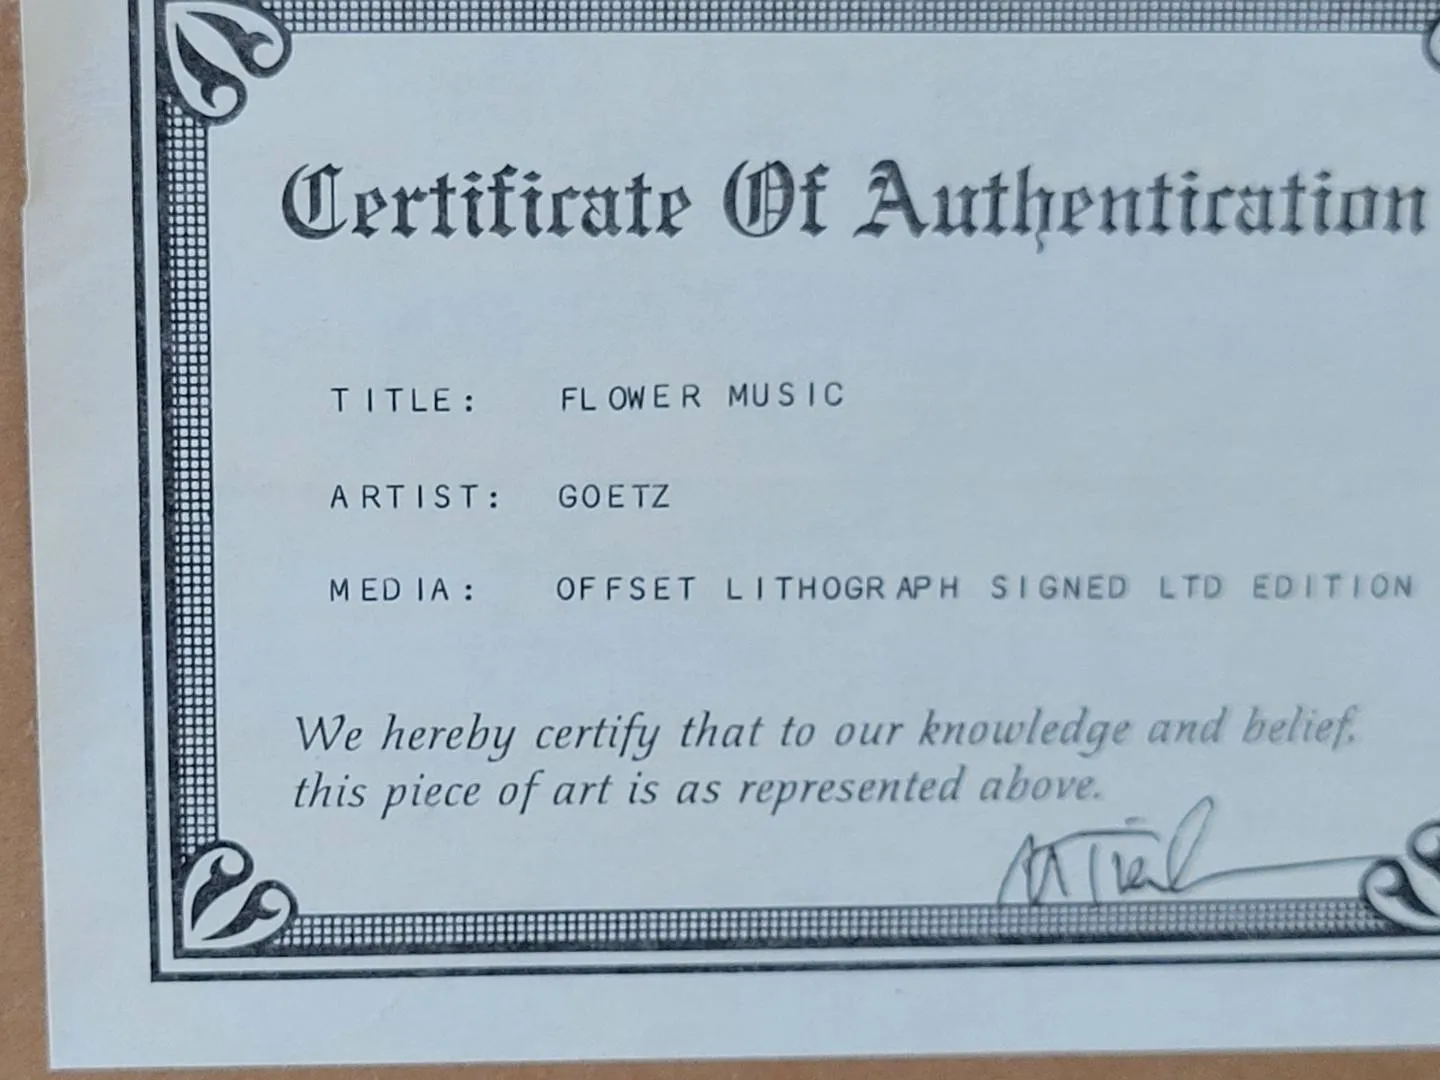 Certificate Of Authentication
TITLE: FLOWER MUSIC
ARTIST: GOETZ
MEDIA: OFFSET LITHOGRAPH SIGNED LTD EDITION
We hereby certify that to our knowledge and belief,
this piece of art is as represented above.